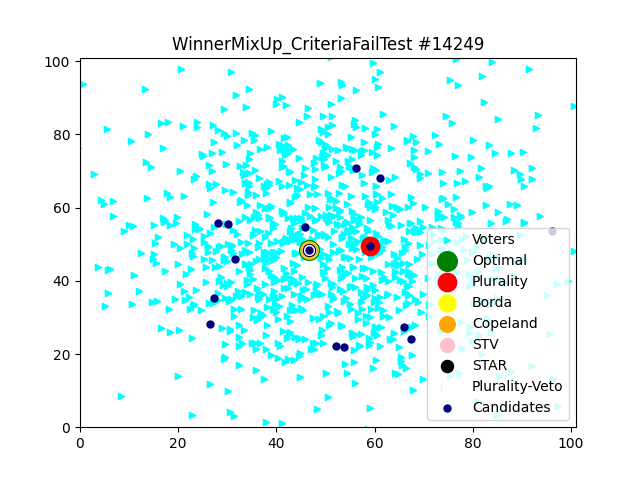 WinnerMixUp_CriteriaFailTest #14249
100
80
60
40
20
0
0
20
40
60
80
100
Voters
Optimal
Plurality
Borda
Copeland
STV
STAR
Plurality-Veto
Candidates